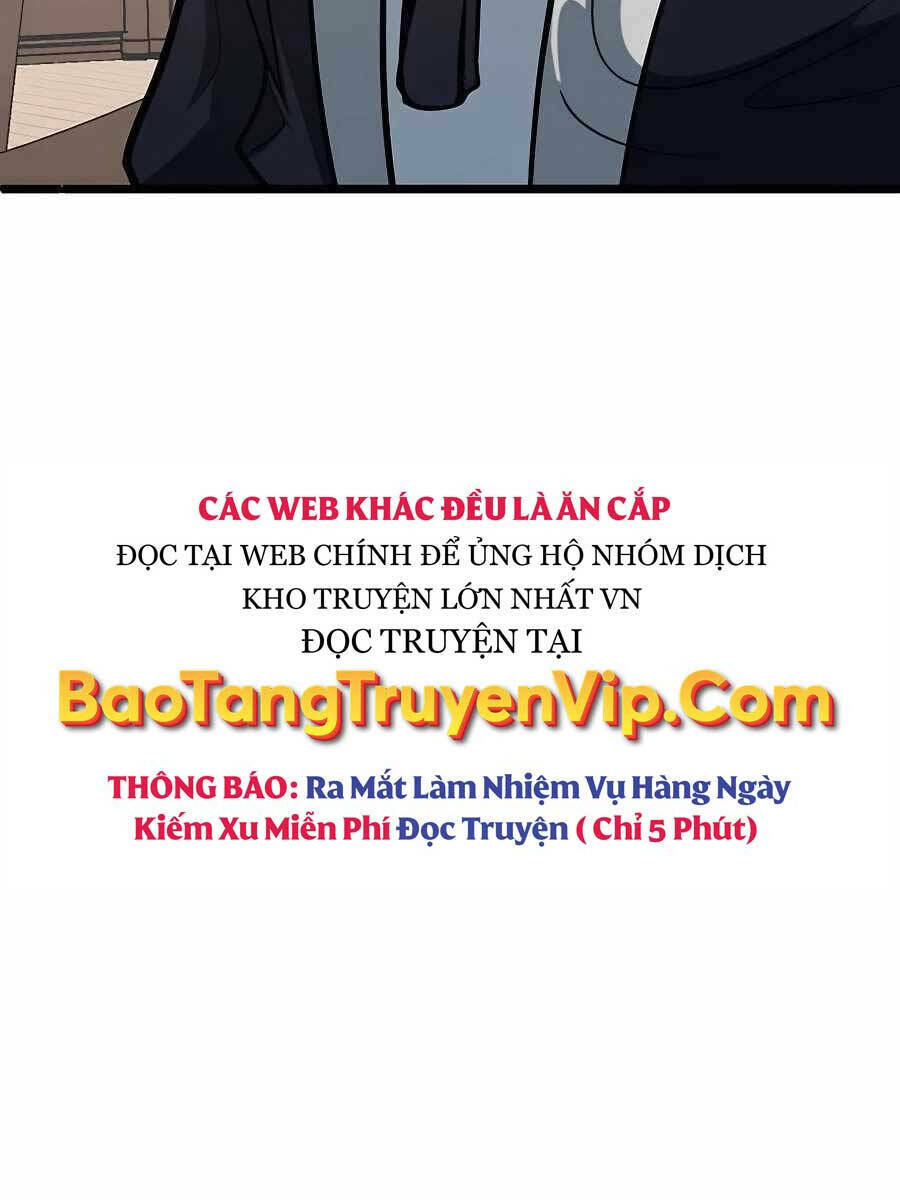 CÁC WEB KHÁC ĐỀU LÀ ĂN CẮP
ĐỌC TẠI WEB CHÍNH ĐỂ ỦNG HỘ NHÓM DỊCH
KHO TRUYỆN LỚN NHẤT VN
ĐỌC TRUYỆN TẠI
BaoTangTruyenVip.Com
THÔNG BÁO: Ra Mắt Làm Nhiệm Vụ Hàng Ngày
Kiếm Xu Miễn Phí Đọc Truyện ( Chỉ 5 Phút)